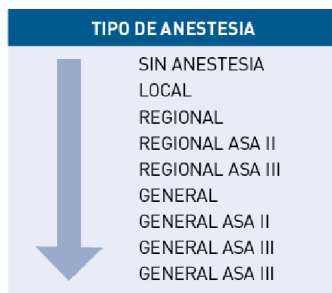 TIPO DE ANESTESIA
SIN ANESTESIA
LOCAL
REGIONAL
REGIONAL ASA II
REGIONAL ASA III
GENERAL
GENERAL ASA II
GENERAL ASA III
GENERAL ASA III